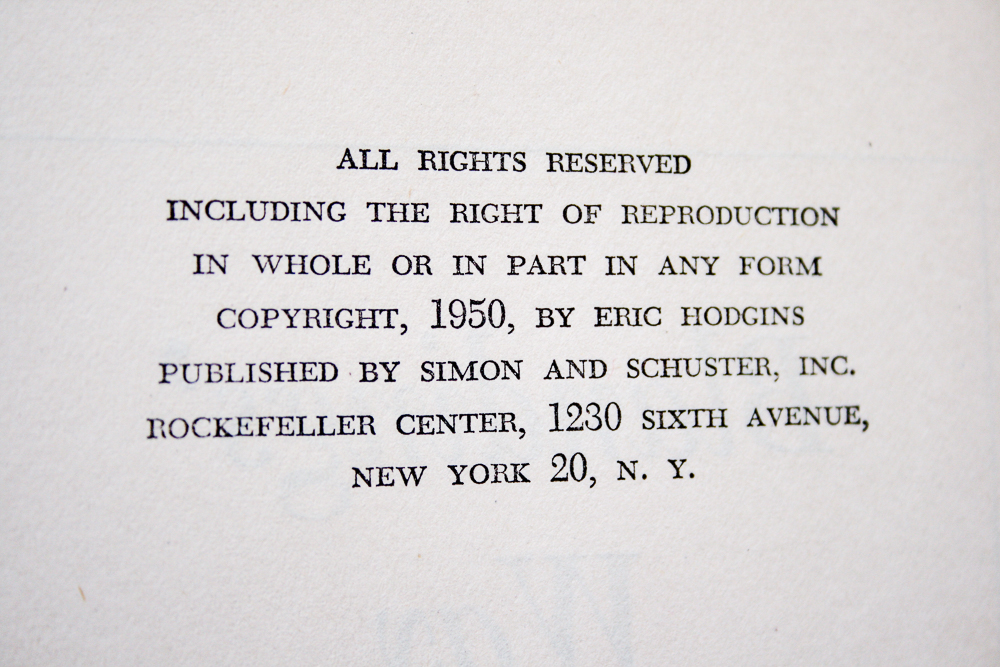 ALL RIGHTS RESERVED
INCLUDING THE RIGHT OF REPRODUCTION
IN WHOLE OR IN PART IN ANY FORM
COPYRIGHT, 1950, BY ERIC HODGINS
PUBLISHED BY SIMON AND SCHUSTER, INC.
ROCKEFELLER CENTER, 1230 SIXTH AVENUE,
NEW YORK 20, N. Y.